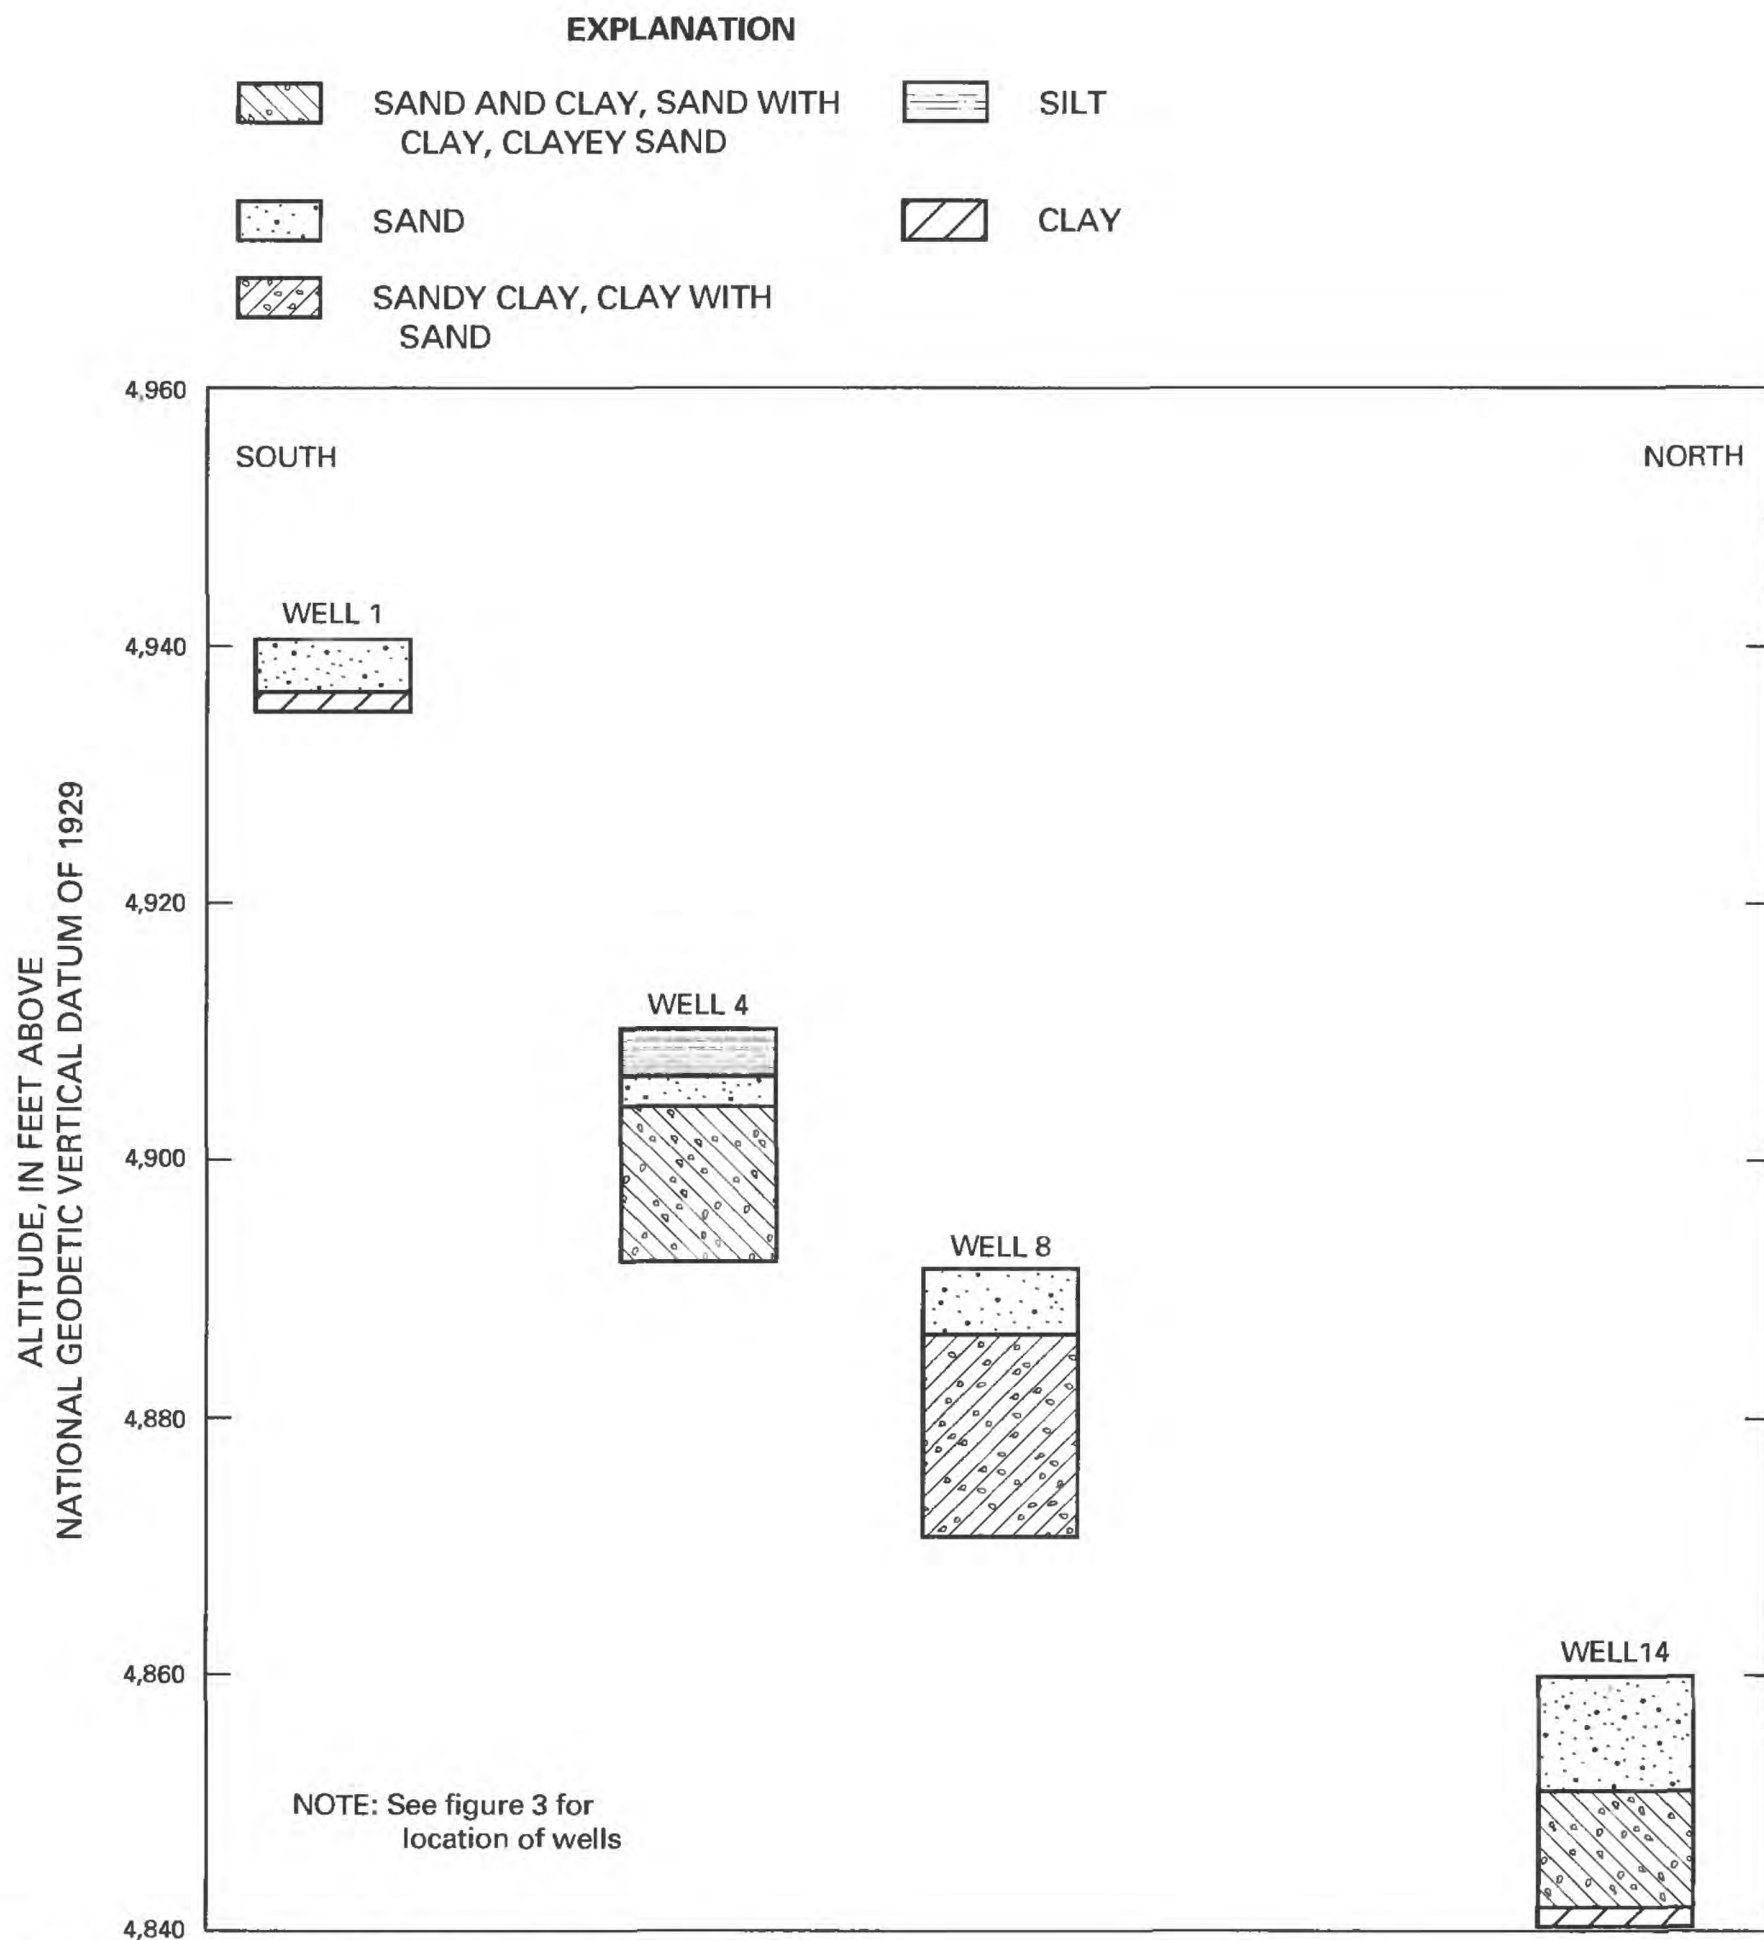 EXPLANATION
SAND AND CLAY, SAND WITH
CLAY, CLAYEY SAND
SILT
SAND
CLAY
SANDY CLAY, CLAY WITH
SAND
4,960
SOUTH
NORTH
WELL 1
4,940
4,920
WELL 4
4,900
WELL 8
4,880
4,860
WELL14
NOTE: See figure 3 for
location of wells
4,840
ALTITUDE, IN FEET ABOVE
NATIONAL GEODETIC VERTICAL DATUM OF 1929